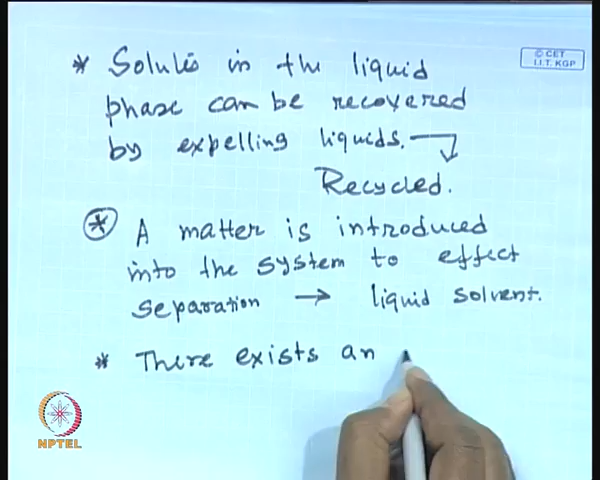 * Solutes in the liquid
phase can be recovered
by expelling liquids.
Recycled.
* A matter is introduced
into the system to effect
separation → liquid solvent.
* There exists an
© CET
I.I.T. KGP
NPTEL